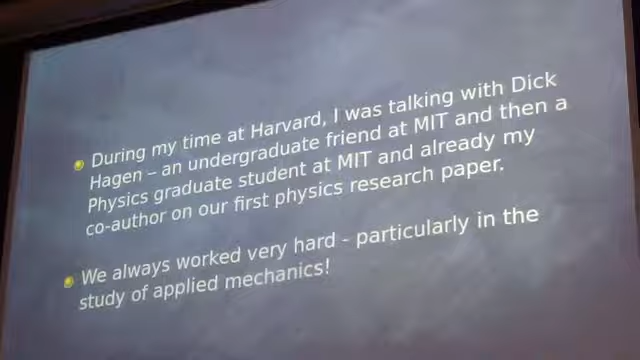 During my time at Harvard, I was talking with Dick
Hagen – an undergraduate friend at MIT and then a
Physics graduate student at MIT and already my
co-author on our first physics research paper.
We always worked very hard - particularly in the
study of applied mechanics!